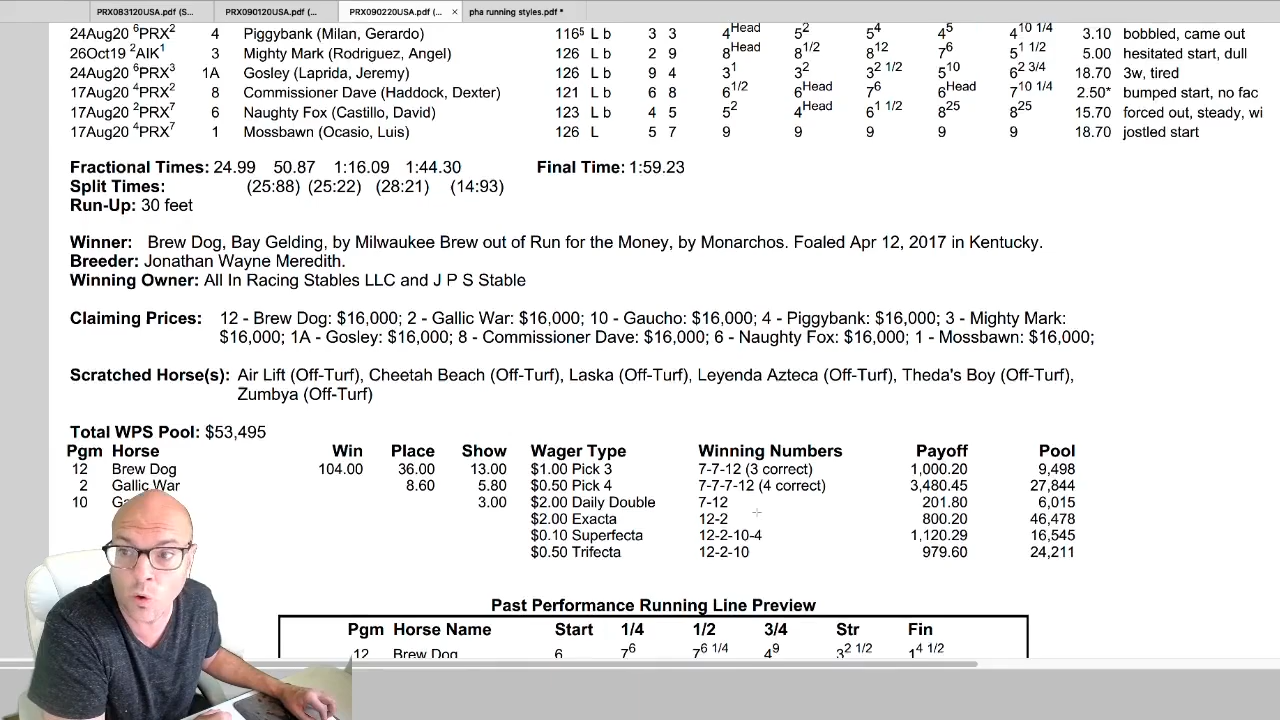 PRX083120USA.pdf (S... PRX090120USA.pdf (... PRX090220USA.pdf (... × pha running styles.pdf *
24Aug20 ⁶PRX² 4 Piggybank (Milan, Gerardo) 116⁵ L b 3 3 4Head 5² 5⁴ 4⁵ 4¹⁰ ¹/⁴ 3.10 bobbled, came out
26Oct19 ²AIK¹ 3 Mighty Mark (Rodriguez, Angel) 126 L b 2 9 8Head 8¹/² 8¹² 7⁶ 5¹ ¹/² 5.00 hesitated start, dull
24Aug20 ⁶PRX³ 1A Gosley (Laprida, Jeremy) 126 L b 9 4 3¹ 3² 3² ¹/² 5¹⁰ 6² ³/⁴ 18.70 3w, tired
17Aug20 ⁴PRX² 8 Commissioner Dave (Haddock, Dexter) 121 L b 6 8 6¹/² 6Head 7⁶ 6Head 7¹⁰ ¹/⁴ 2.50* bumped start, no fac
17Aug20 ²PRX⁷ 6 Naughty Fox (Castillo, David) 123 L b 4 5 5² 4Head 6¹ ¹/² 8²⁵ 8²⁵ 15.70 forced out, steady, wi
17Aug20 ⁴PRX⁷ 1 Mossbawn (Ocasio, Luis) 126 L 5 7 9 9 9 9 9 18.70 jostled start
Fractional Times: 24.99 50.87 1:16.09 1:44.30 Final Time: 1:59.23
Split Times: (25:88) (25:22) (28:21) (14:93)
Run-Up: 30 feet
Winner: Brew Dog, Bay Gelding, by Milwaukee Brew out of Run for the Money, by Monarchos. Foaled Apr 12, 2017 in Kentucky.
Breeder: Jonathan Wayne Meredith.
Winning Owner: All In Racing Stables LLC and J P S Stable
Claiming Prices: 12 - Brew Dog: $16,000; 2 - Gallic War: $16,000; 10 - Gaucho: $16,000; 4 - Piggybank: $16,000; 3 - Mighty Mark:
$16,000; 1A - Gosley: $16,000; 8 - Commissioner Dave: $16,000; 6 - Naughty Fox: $16,000; 1 - Mossbawn: $16,000;
Scratched Horse(s): Air Lift (Off-Turf), Cheetah Beach (Off-Turf), Laska (Off-Turf), Leyenda Azteca (Off-Turf), Theda's Boy (Off-Turf),
Zumbya (Off-Turf)
Total WPS Pool: $53,495
Pgm Horse Win Place Show Wager Type Winning Numbers Payoff Pool
12 Brew Dog 104.00 36.00 13.00 $1.00 Pick 3 7-7-12 (3 correct) 1,000.20 9,498
2 Gallic War 8.60 5.80 $0.50 Pick 4 7-7-7-12 (4 correct) 3,480.45 27,844
10 3.00 $2.00 Daily Double 7-12 201.80 6,015
$2.00 Exacta 12-2 800.20 46,478
$0.10 Superfecta 12-2-10-4 1,120.29 16,545
$0.50 Trifecta 12-2-10 979.60 24,211
Past Performance Running Line Preview
Pgm Horse Name Start 1/4 1/2 3/4 Str Fin
12 Brew Dog 6 7⁶ 7⁶ ¹/⁴ 4⁹ 3² ¹/² 1⁴ ¹/²